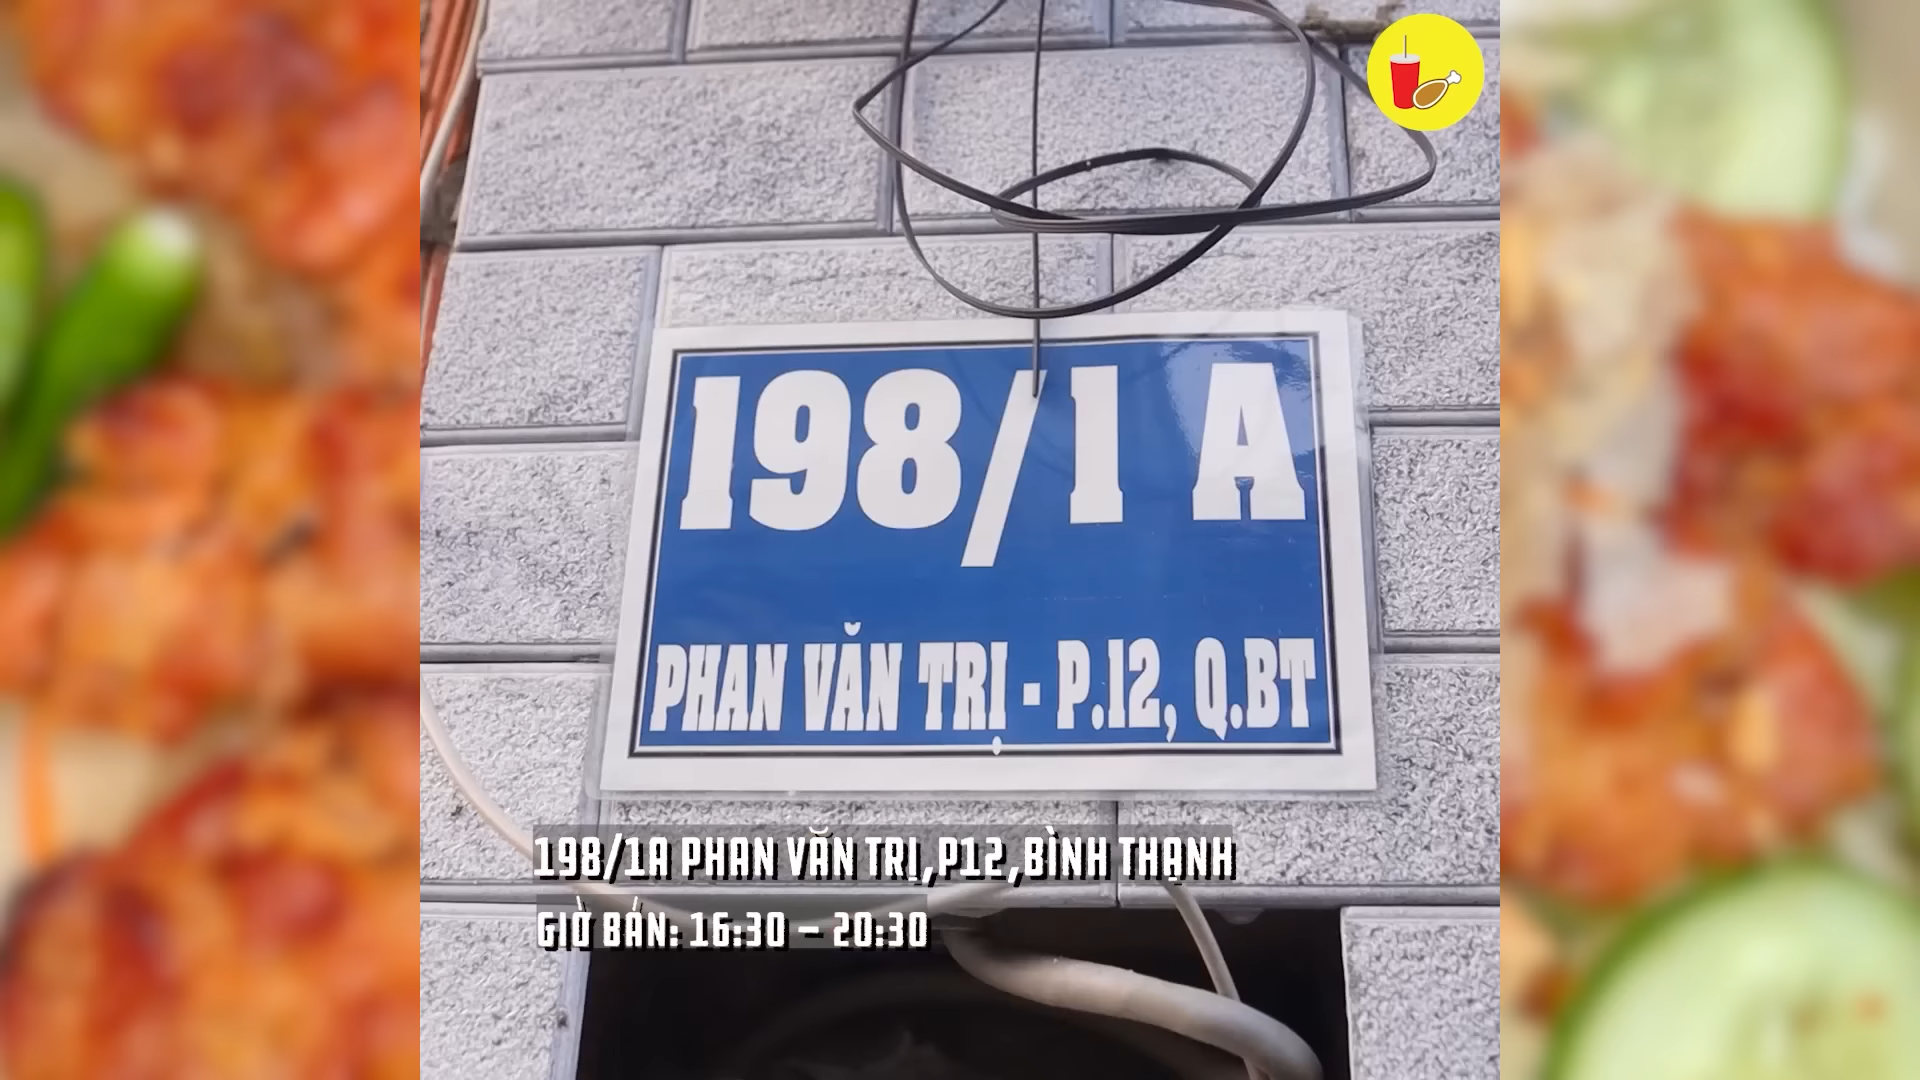 198/1 A
PHAN VĂN TRỊ - P.12, Q.BT
198/1A PHAN VĂN TRỊ,P12,BÌNH THẠNH
GIỜ BÁN: 16:30 – 20:30